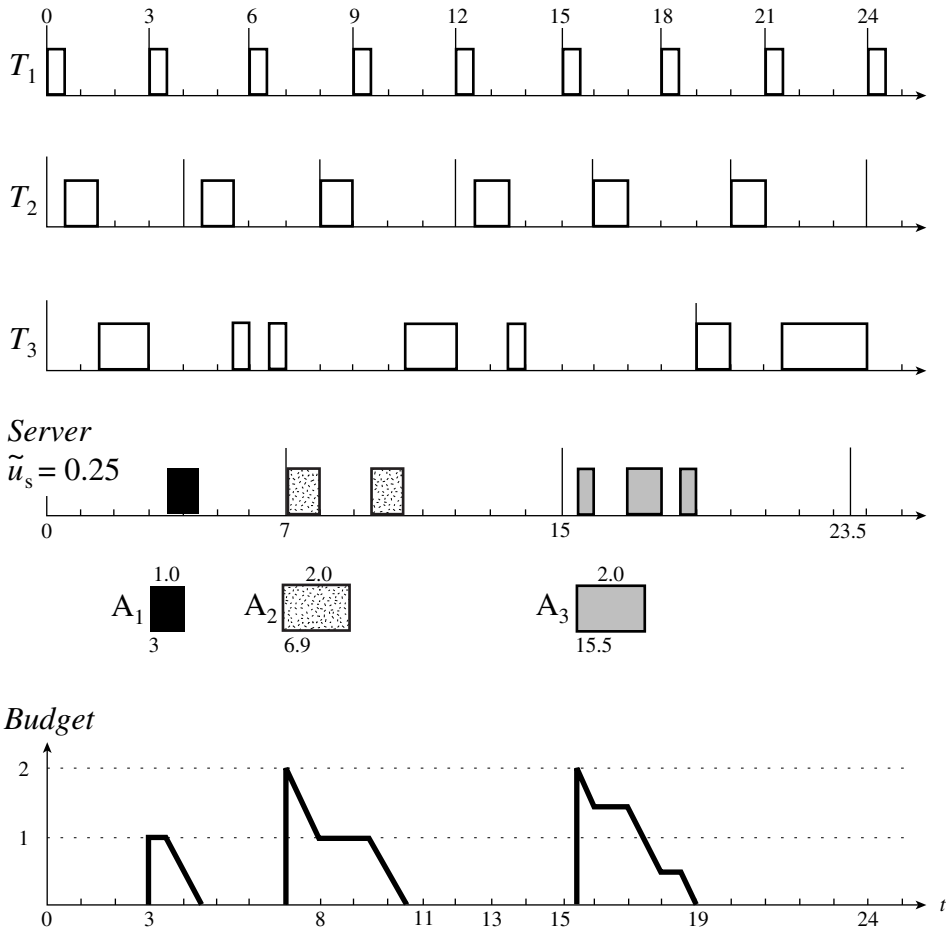 0 3 6 9 12 15 18 21 24
T1
T2
T3
Server
ũs = 0.25
0 7 15 23.5
1.0 2.0 2.0
A1 A2 A3
3 6.9 15.5
Budget
2
1
0 3 8 11 13 15 19 24 t